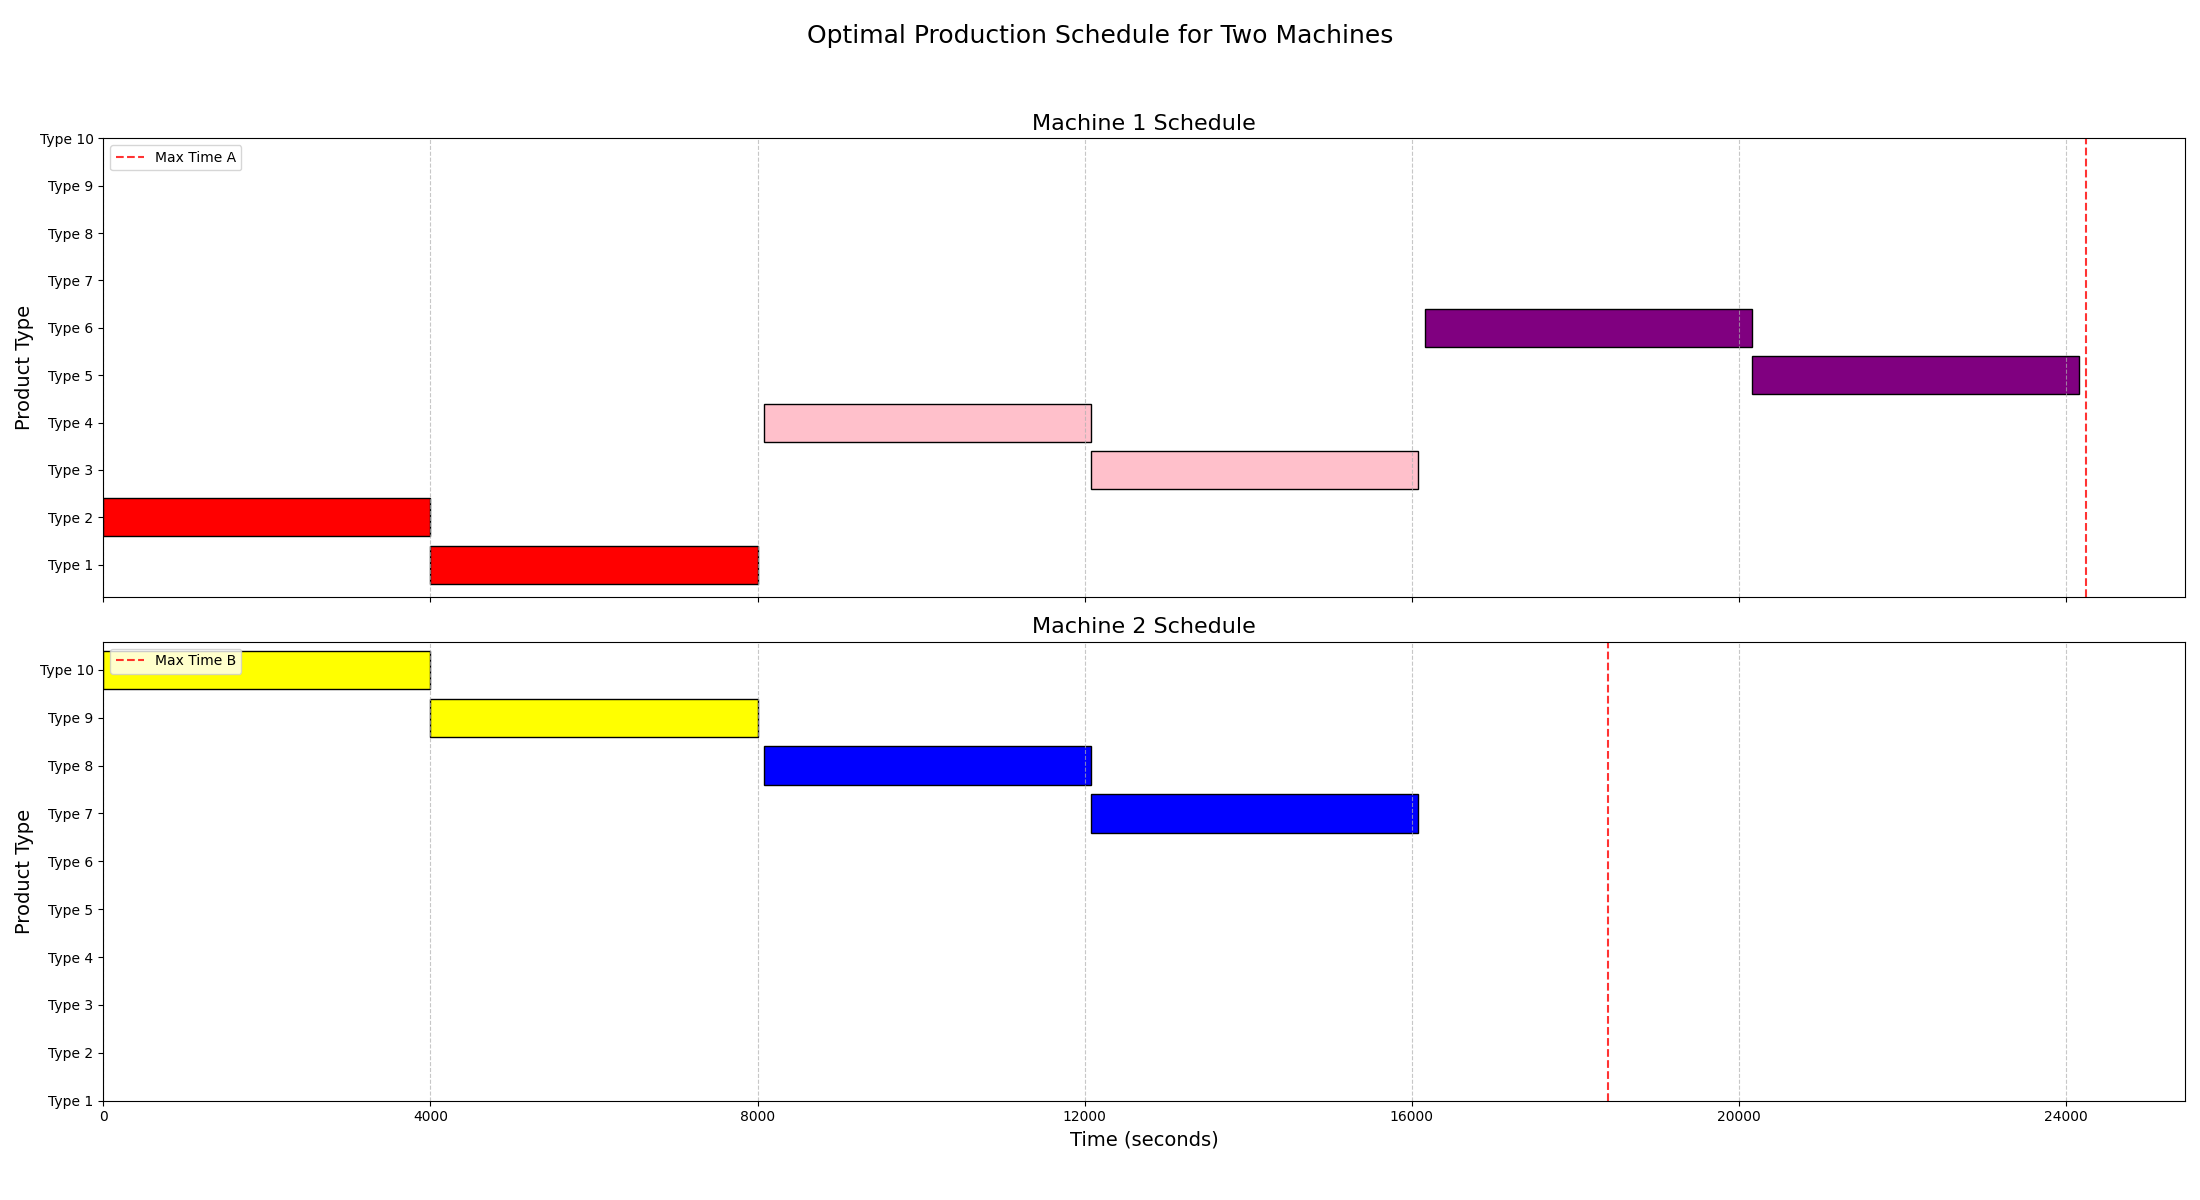 Optimal Production Schedule for Two Machines
Machine 1 Schedule
Product Type
Type 10
Type 9
Type 8
Type 7
Type 6
Type 5
Type 4
Type 3
Type 2
Type 1
Max Time A
Machine 2 Schedule
Product Type
Type 10
Type 9
Type 8
Type 7
Type 6
Type 5
Type 4
Type 3
Type 2
Type 1
Max Time B
0 4000 8000 12000 16000 20000 24000
Time (seconds)